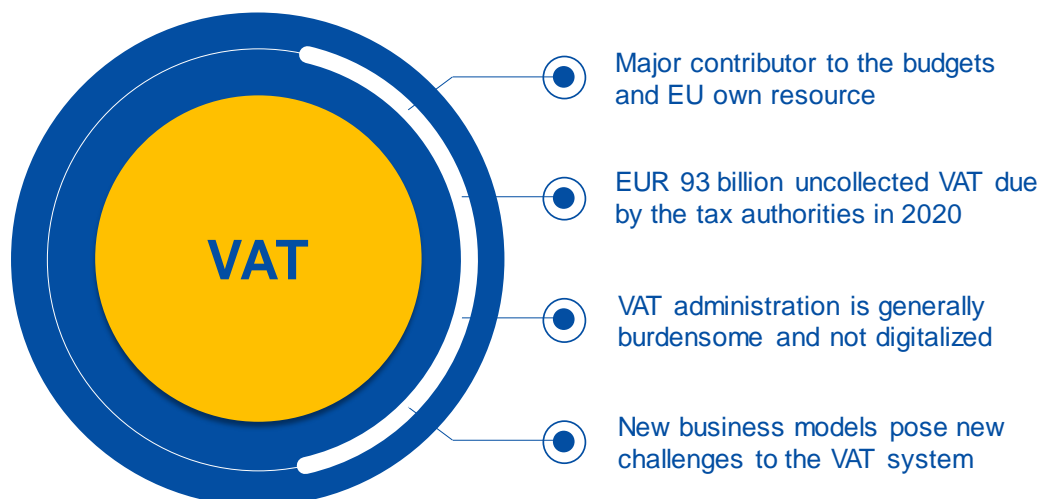 VAT
Major contributor to the budgets
and EU own resource
EUR 93 billion uncollected VAT due
by the tax authorities in 2020
VAT administration is generally
burdensome and not digitalized
New business models pose new
challenges to the VAT system